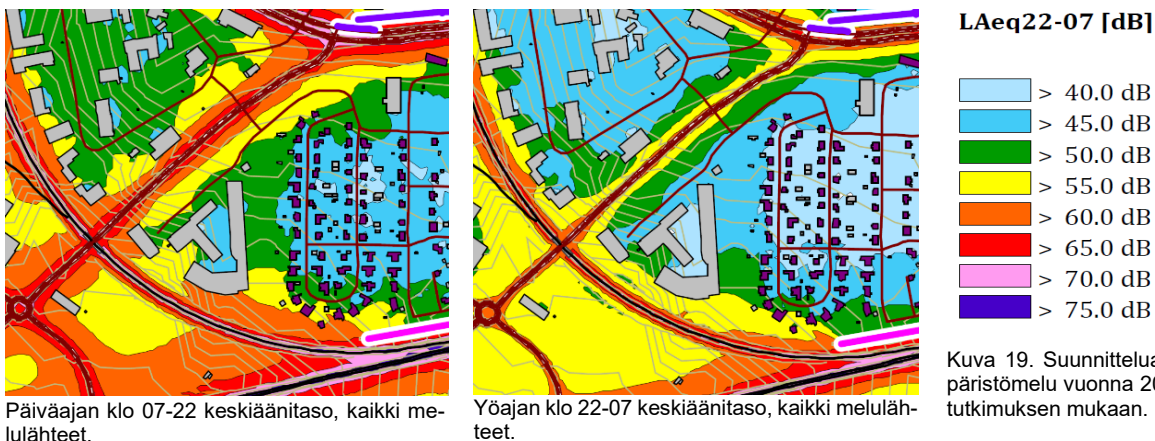 LAeq22-07 [dB]
> 40.0 dB
> 45.0 dB
> 50.0 dB
> 55.0 dB
> 60.0 dB
> 65.0 dB
> 70.0 dB
> 75.0 dB
Päiväajan klo 07-22 keskiäänitaso, kaikki me-
lulähteet.
Yöajan klo 22-07 keskiäänitaso, kaikki meluläh-
teet.
Kuva 19. Suunnittelua
päristömelu vuonna 20
tutkimuksen mukaan.